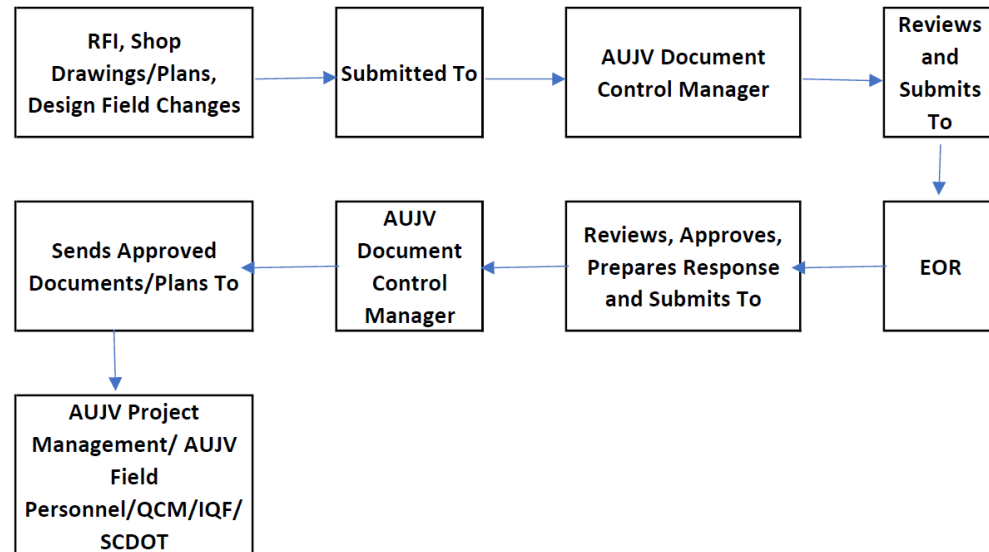 RFI, Shop
Drawings/Plans,
Design Field Changes
Submitted To
AUJV Document
Control Manager
Reviews
and
Submits
To
EOR
Reviews, Approves,
Prepares Response
and Submits To
AUJV
Document
Control
Manager
Sends Approved
Documents/Plans To
AUJV Project
Management/ AUJV
Field
Personnel/QCM/IQF/
SCDOT